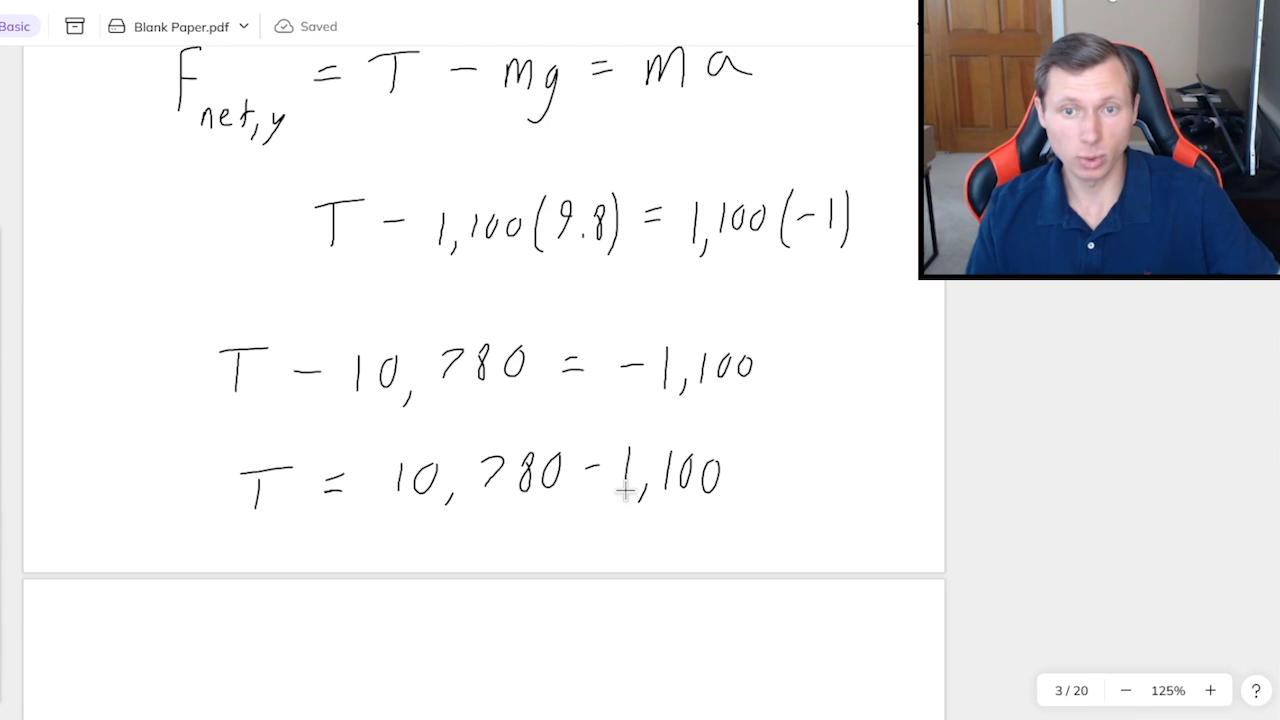 Basic
Blank Paper.pdf
Saved
F net,y = T - mg = ma
T - 1,100(9.8) = 1,100(-1)
T - 10,780 = -1,100
T = 10,780 - 1,100
3 / 20
125%
?